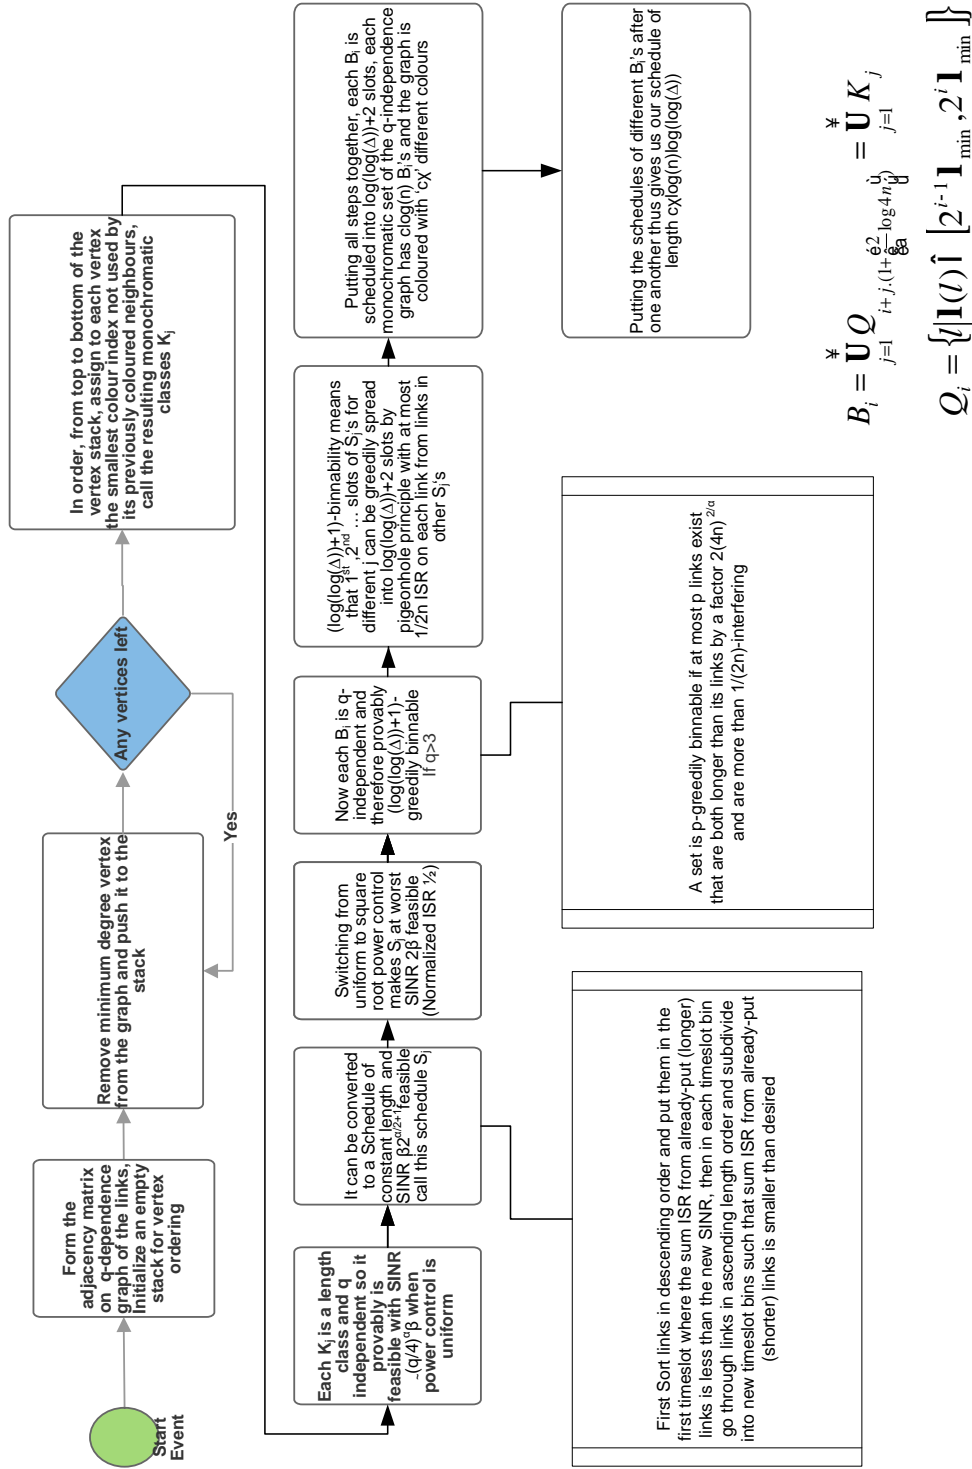 Start
Event
Form the
adjacency matrix
on q-dependence
graph of the links,
Initialize an empty
stack for vertex
ordering
Remove minimum degree vertex
from the graph and push it to the
stack
Any vertices left
Yes
In order, from top to bottom of the
vertex stack, assign to each vertex
the smallest colour index not used by
its previously coloured neighbours,
call the resulting monochromatic
classes Kj
Each Kj is a length
class and q
independent so it
provably is
feasible with SINR
~(q/4)^αβ when
power control is
uniform
It can be converted
to a Schedule of
constant length and
SINR β2^α/2+1 feasible
call this schedule Sj
Switching from
uniform to square
root power control
makes Sj at worst
SINR 2β feasible
(Normalized ISR ½)
Now each Bi is q-
independent and
therefore provably
(log(log(Δ))+1)-
greedily binnable
If q>3
(log(log(Δ))+1)-binnability means
that 1st ,2nd … slots of Sj's for
different j can be greedily spread
into log(log(Δ))+2 slots by
pigeonhole principle with at most
1/2n ISR on each link from links in
other Sj's
Putting all steps together, each Bi is
scheduled into log(log(Δ))+2 slots, each
monochromatic set of the q-independence
graph has clog(n) Bi's and the graph is
coloured with 'cχ' different colours
Putting the schedules of different Bi's after
one another thus gives us our schedule of
length cχlog(n)log(log(Δ))
First Sort links in descending order and put them in the
first timeslot where the sum ISR from already-put (longer)
links is less than the new SINR, then in each timeslot bin
go through links in ascending length order and subdivide
into new timeslot bins such that sum ISR from already-put
(shorter) links is smaller than desired
A set is p-greedily binnable if at most p links exist
that are both longer than its links by a factor 2(4n)^2/α
and are more than 1/(2n)-interfering